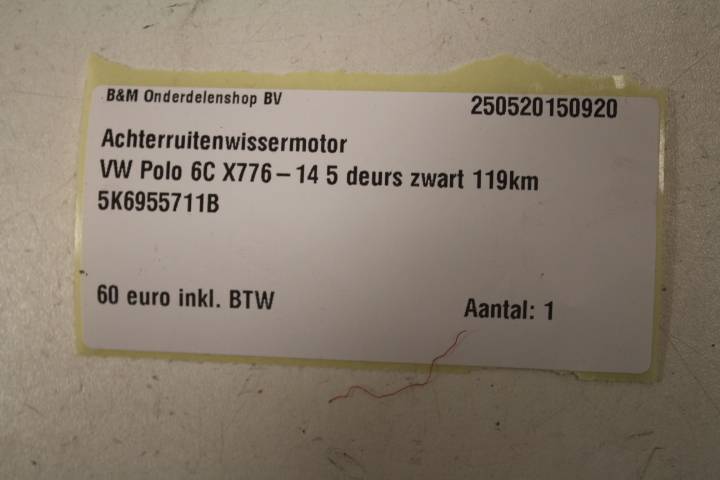 B&M Onderdelenshop BV
250520150920
Achterruitenwissermotor
VW Polo 6C X776 – 14 5 deurs zwart 119km
5K6955711B
60 euro inkl. BTW
Aantal: 1